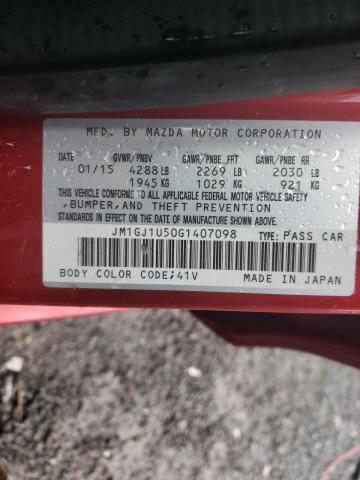 MFD. BY MAZDA MOTOR CORPORATION
DATE GVWR/PNBV GAWR/PNBE FRT GAWR/PNBE RR
01/15 4288 LB 2269 LB 2030 LB
1945 KG 1029 KG 921 KG
THIS VEHICLE CONFORMS TO ALL APPLICABLE FEDERAL MOTOR VEHICLE SAFETY,
BUMPER, AND THEFT PREVENTION
STANDARDS IN EFFECT ON THE DATE OF MANUFACTURE SHOWN ABOVE.
JM1GJ1U50G1407098 TYPE: PASS CAR
BODY COLOR CODE;41V MADE IN JAPAN